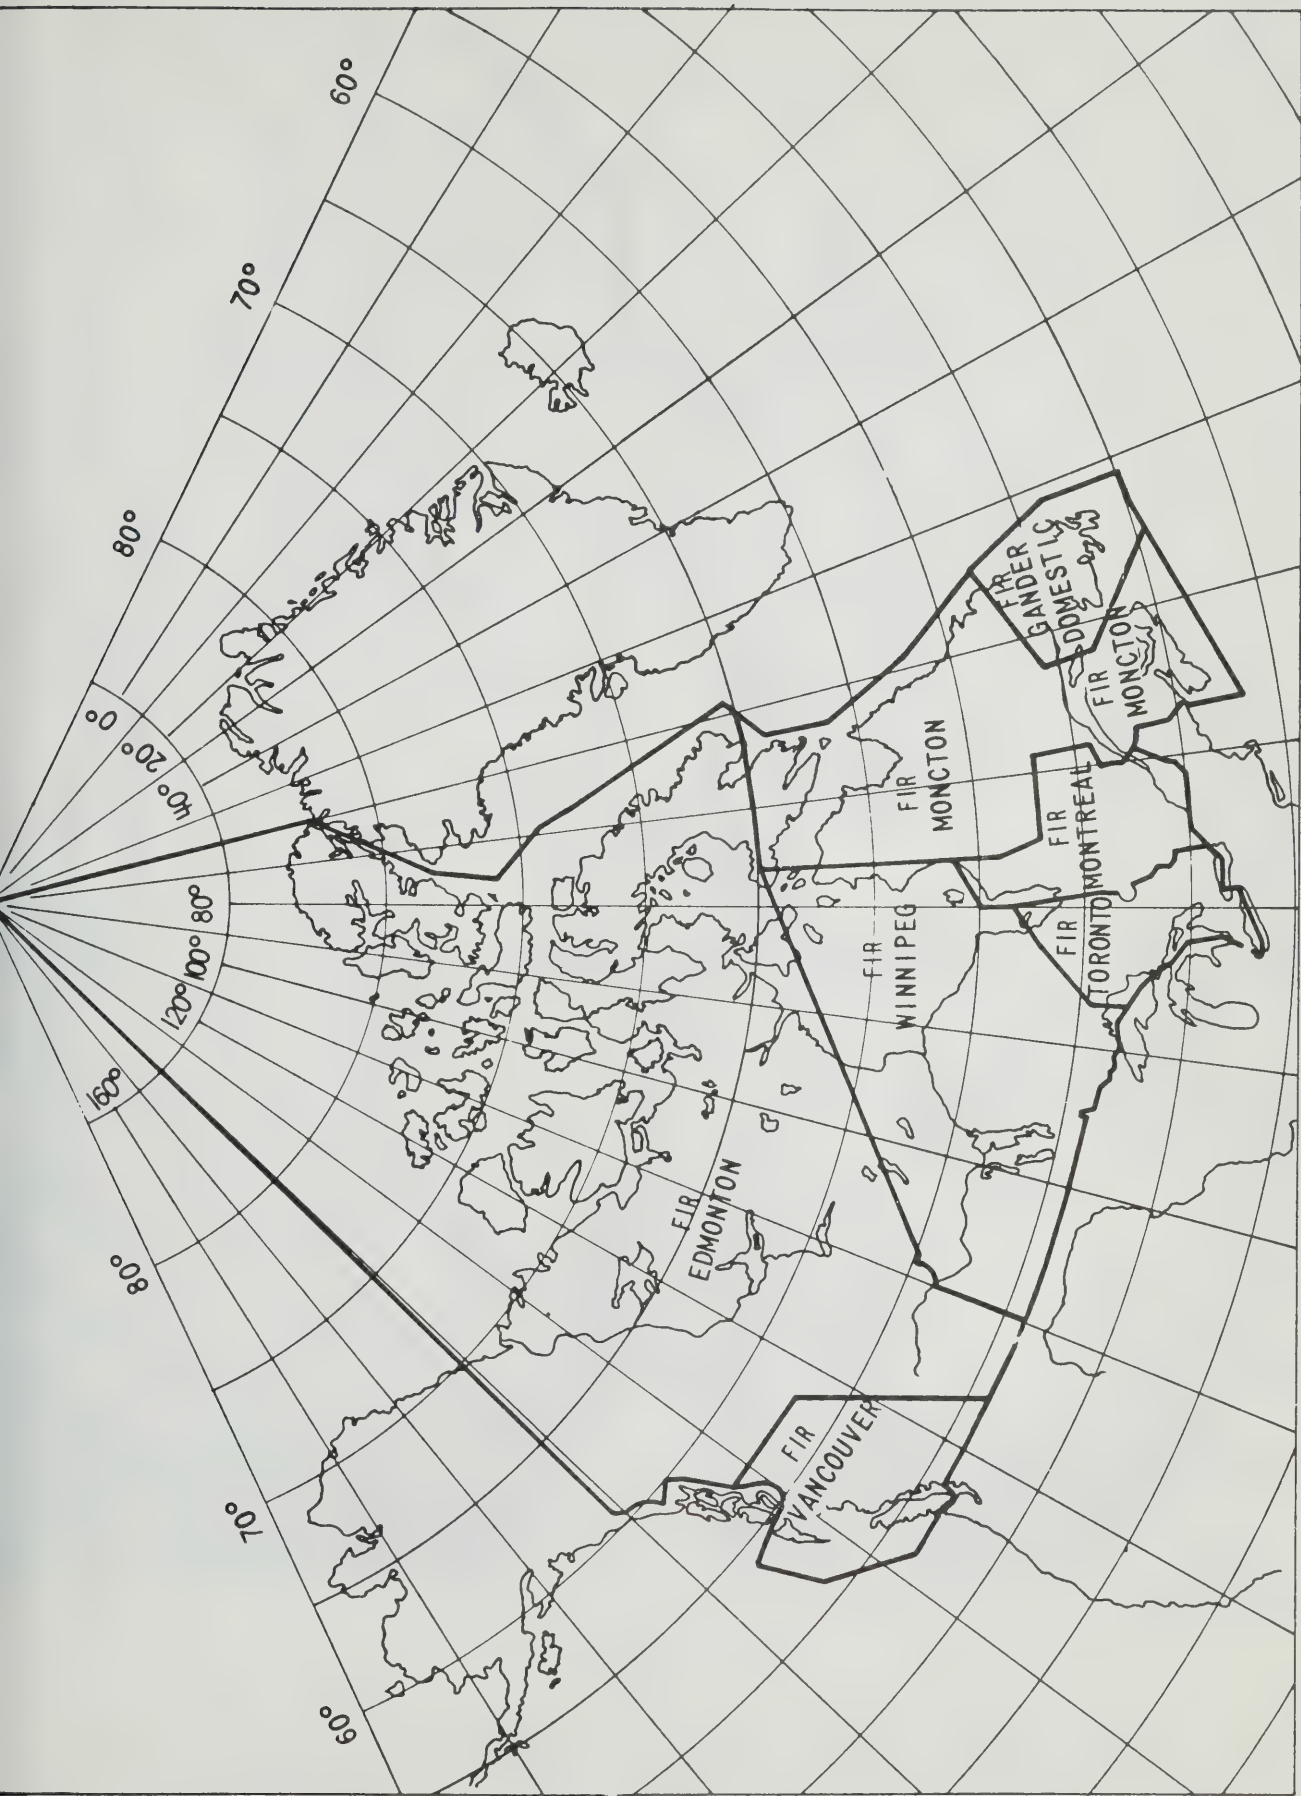 60°
70°
80°
0°
20°
40°
80°
100°
120°
160°
80°
70°
60°
FIR
GANDER
DOMESTIC
FIR
MONCTON
FIR
MONCTON
FIR
MONTREAL
FIR
TORONTO
FIR
WINNIPEG
FIR
EDMONTON
FIR
VANCOUVER